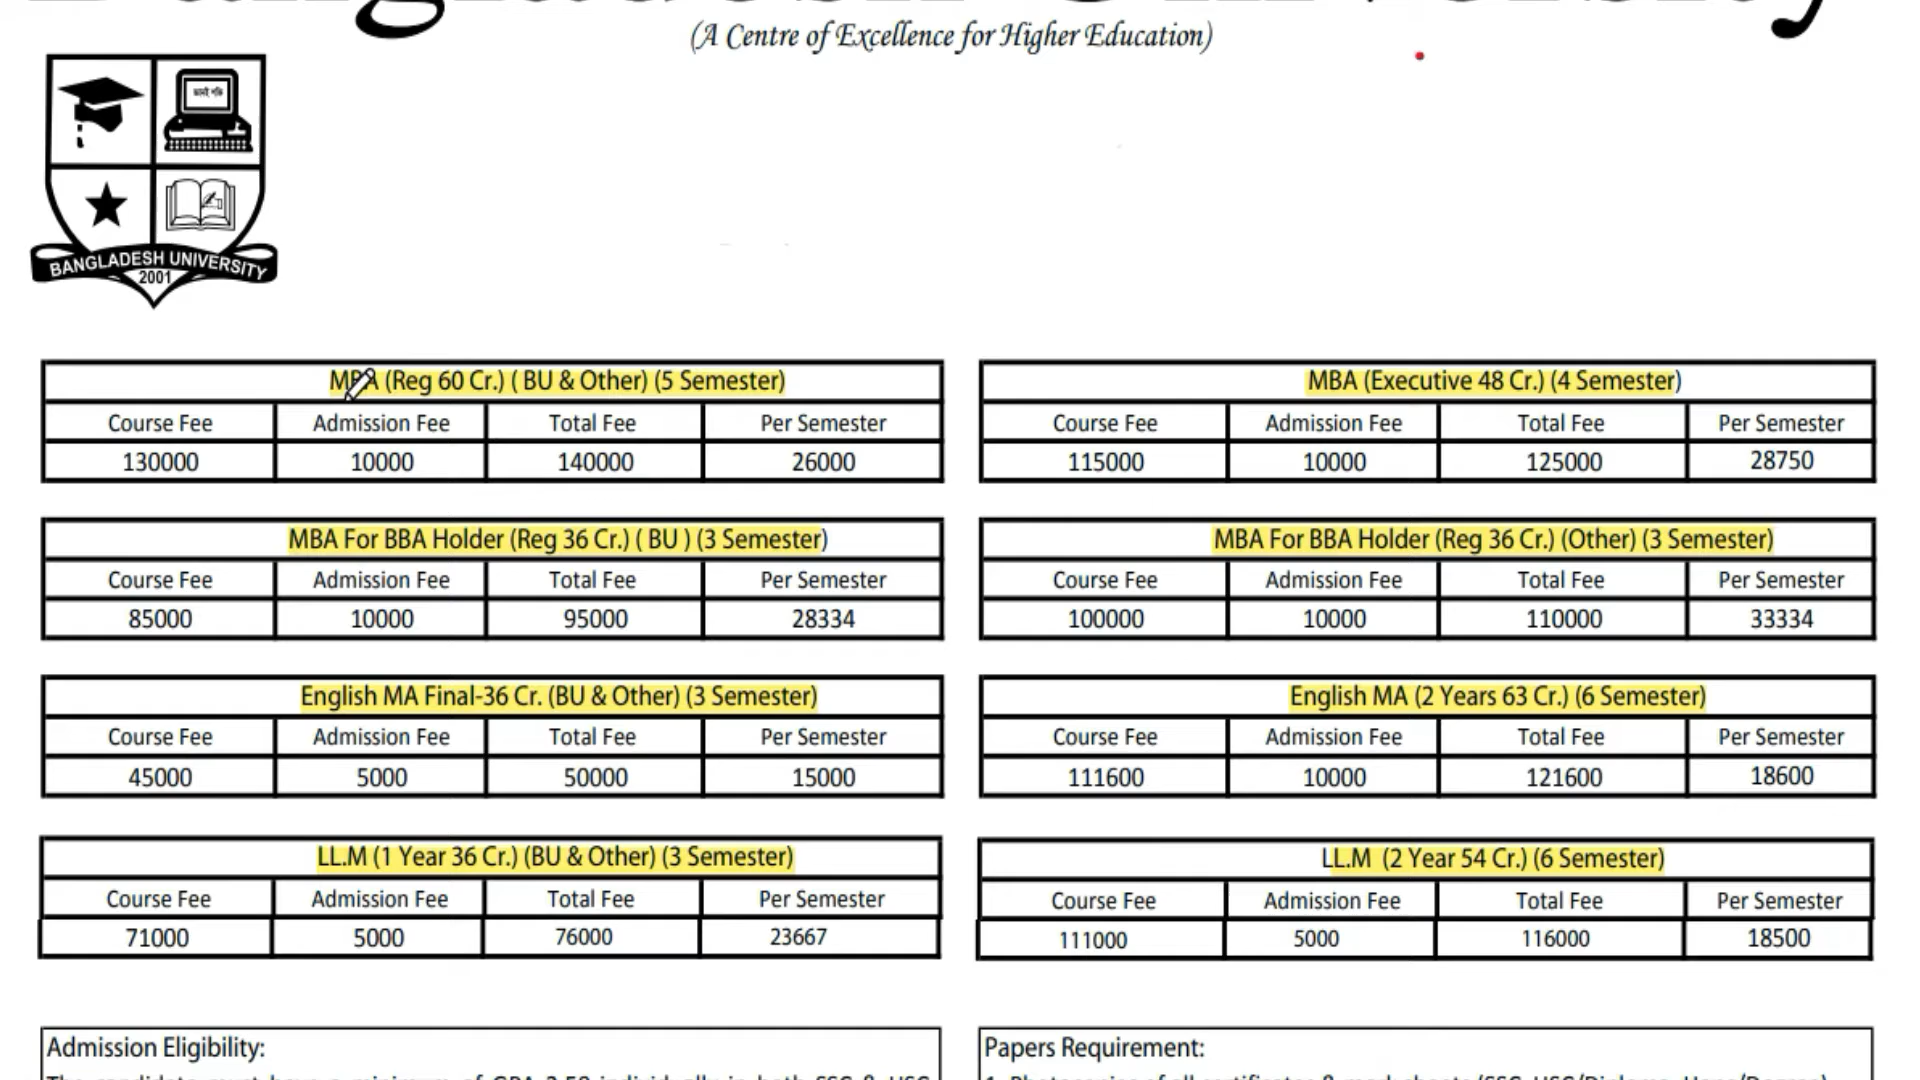 (A Centre of Excellence for Higher Education)
BANGLADESH UNIVERSITY
2001
MBA (Reg 60 Cr.) ( BU & Other) (5 Semester)
Course Fee Admission Fee Total Fee Per Semester
130000 10000 140000 26000
MBA (Executive 48 Cr.) (4 Semester)
Course Fee Admission Fee Total Fee Per Semester
115000 10000 125000 28750
MBA For BBA Holder (Reg 36 Cr.) ( BU ) (3 Semester)
Course Fee Admission Fee Total Fee Per Semester
85000 10000 95000 28334
MBA For BBA Holder (Reg 36 Cr.) (Other) (3 Semester)
Course Fee Admission Fee Total Fee Per Semester
100000 10000 110000 33334
English MA Final-36 Cr. (BU & Other) (3 Semester)
Course Fee Admission Fee Total Fee Per Semester
45000 5000 50000 15000
English MA (2 Years 63 Cr.) (6 Semester)
Course Fee Admission Fee Total Fee Per Semester
111600 10000 121600 18600
LL.M (1 Year 36 Cr.) (BU & Other) (3 Semester)
Course Fee Admission Fee Total Fee Per Semester
71000 5000 76000 23667
LL.M (2 Year 54 Cr.) (6 Semester)
Course Fee Admission Fee Total Fee Per Semester
111000 5000 116000 18500
Admission Eligibility:
Papers Requirement: